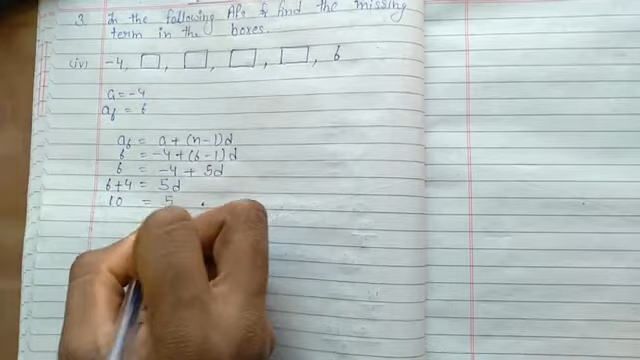 3. In the following APs find the missing
term in the boxes.
(iv) -4, □, □, □, □, 6
a = -4
a6 = 6
a6 = a + (n-1)d
6 = -4 + (6-1)d
6 = -4 + 5d
6+4 = 5d
10 = 5